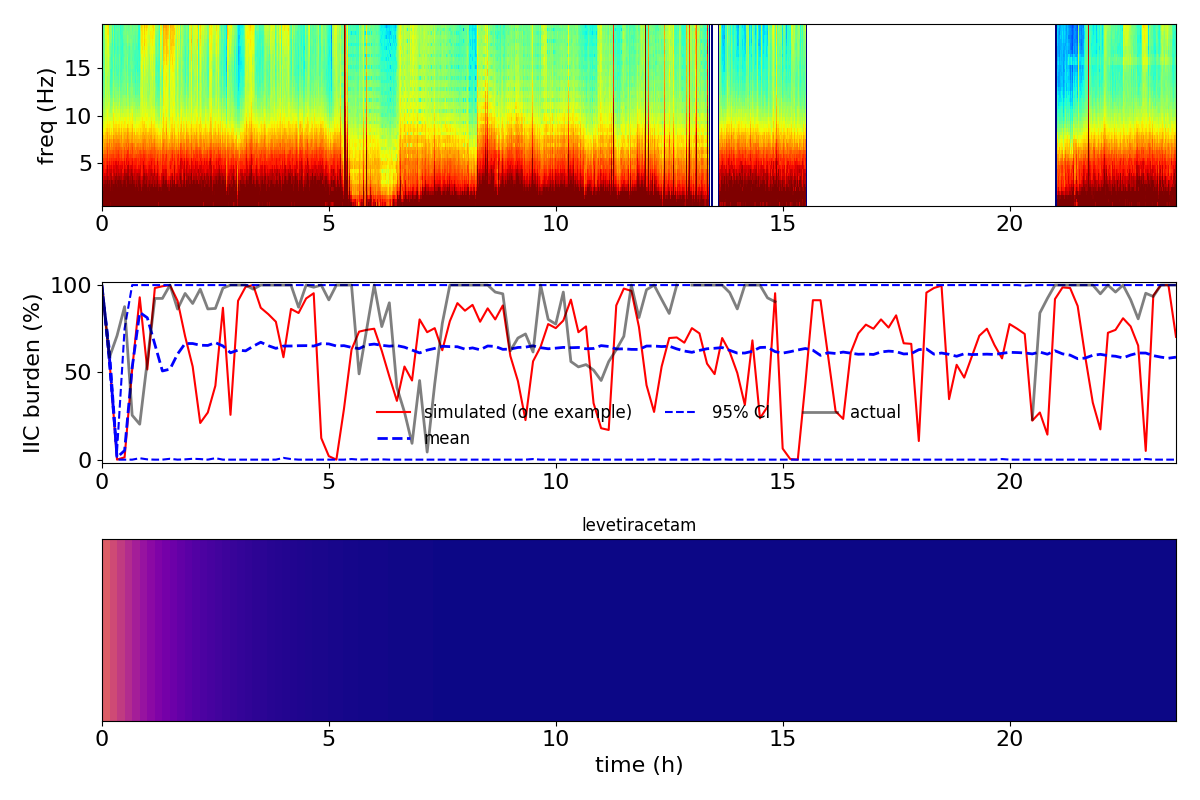 freq (Hz)
15
10
5
0 5 10 15 20
IIC burden (%)
100
50
0
simulated (one example) 95% CI actual
mean
0 5 10 15 20
levetiracetam
0 5 10 15 20
time (h)